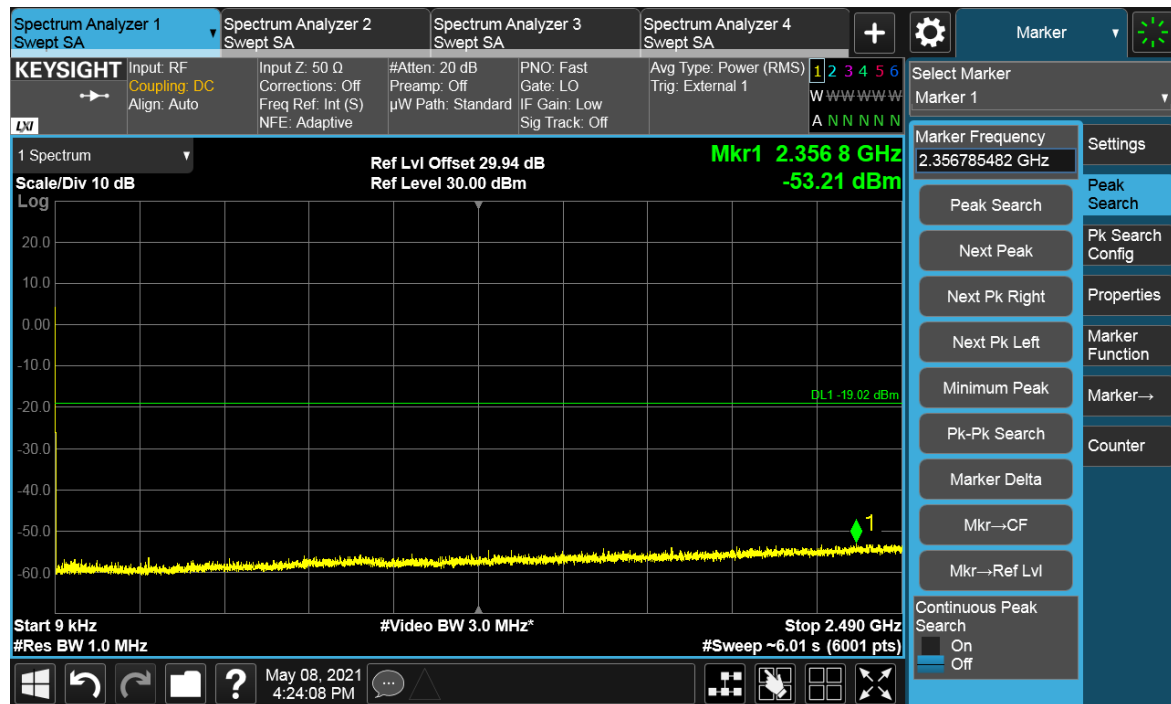 Spectrum Analyzer 1
Swept SA
Spectrum Analyzer 2
Swept SA
Spectrum Analyzer 3
Swept SA
Spectrum Analyzer 4
Swept SA
+
Marker
KEYSIGHT
LXI
Input: RF
Coupling: DC
Align: Auto
Input Z: 50 Ω
Corrections: Off
Freq Ref: Int (S)
NFE: Adaptive
#Atten: 20 dB
Preamp: Off
µW Path: Standard
PNO: Fast
Gate: LO
IF Gain: Low
Sig Track: Off
Avg Type: Power (RMS)
Trig: External 1
1 2 3 4 5 6
W W W W W W
A N N N N N
Select Marker
Marker 1
1 Spectrum
Scale/Div 10 dB
Log
Ref Lvl Offset 29.94 dB
Ref Level 30.00 dBm
Mkr1 2.356 8 GHz
-53.21 dBm
20.0
10.0
0.00
-10.0
-20.0
-30.0
-40.0
-50.0
-60.0
DL1 -19.02 dBm
1
Start 9 kHz
#Res BW 1.0 MHz
#Video BW 3.0 MHz*
Stop 2.490 GHz
#Sweep ~6.01 s (6001 pts)
Marker Frequency
2.356785482 GHz
Peak Search
Next Peak
Next Pk Right
Next Pk Left
Minimum Peak
Pk-Pk Search
Marker Delta
Mkr→CF
Mkr→Ref Lvl
Continuous Peak
Search
On
Off
Settings
Peak
Search
Pk Search
Config
Properties
Marker
Function
Marker→
Counter
?
May 08, 2021
4:24:08 PM